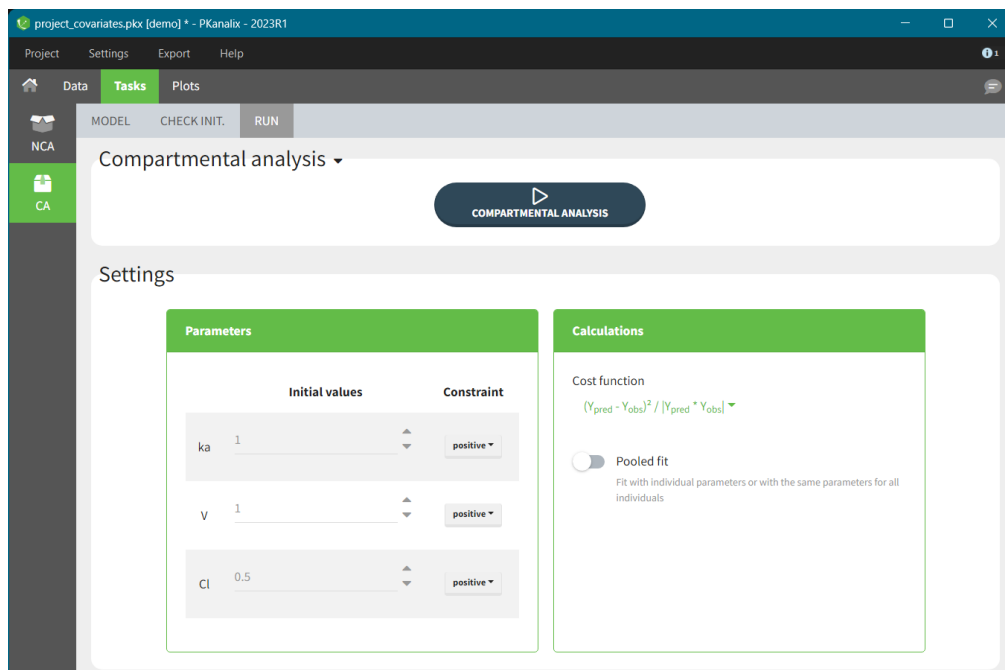 project_covariates.pkx [demo] * - PKanalix - 2023R1
Project Settings Export Help 1
Data Tasks Plots
NCA
CA
MODEL CHECK INIT. RUN
Compartmental analysis
COMPARTMENTAL ANALYSIS
Settings
Parameters
Initial values Constraint
ka 1 positive
V 1 positive
Cl 0.5 positive
Calculations
Cost function
(Ypred - Yobs)² / |Ypred * Yobs|
Pooled fit
Fit with individual parameters or with the same parameters for all
individuals